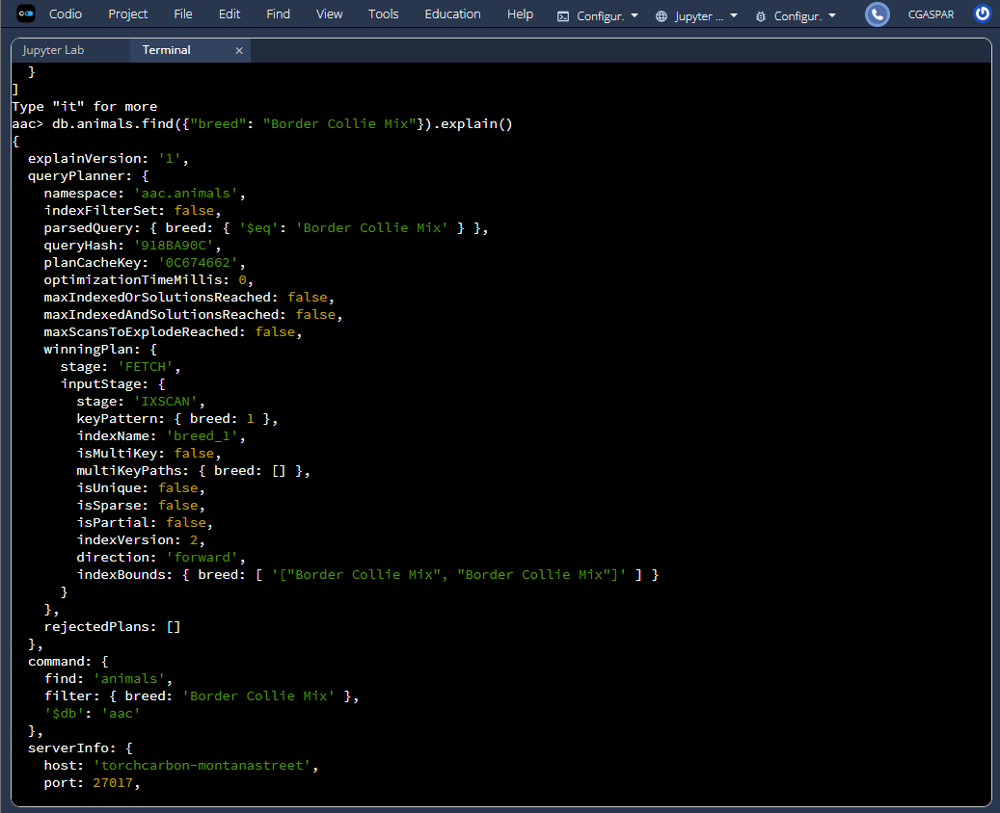 Codio Project File Edit Find View Tools Education Help Configur. Jupyter ... Configur. CGASPAR
Jupyter Lab Terminal ×
  }
]
Type "it" for more
aac> db.animals.find({"breed": "Border Collie Mix"}).explain()
{
  explainVersion: '1',
  queryPlanner: {
    namespace: 'aac.animals',
    indexFilterSet: false,
    parsedQuery: { breed: { '$eq': 'Border Collie Mix' } },
    queryHash: '918BA90C',
    planCacheKey: '0C674662',
    optimizationTimeMillis: 0,
    maxIndexedOrSolutionsReached: false,
    maxIndexedAndSolutionsReached: false,
    maxScansToExplodeReached: false,
    winningPlan: {
      stage: 'FETCH',
      inputStage: {
        stage: 'IXSCAN',
        keyPattern: { breed: 1 },
        indexName: 'breed_1',
        isMultiKey: false,
        multiKeyPaths: { breed: [] },
        isUnique: false,
        isSparse: false,
        isPartial: false,
        indexVersion: 2,
        direction: 'forward',
        indexBounds: { breed: [ '["Border Collie Mix", "Border Collie Mix"]' ] }
      }
    },
    rejectedPlans: []
  },
  command: {
    find: 'animals',
    filter: { breed: 'Border Collie Mix' },
    '$db': 'aac'
  },
  serverInfo: {
    host: 'torchcarbon-montanastreet',
    port: 27017,